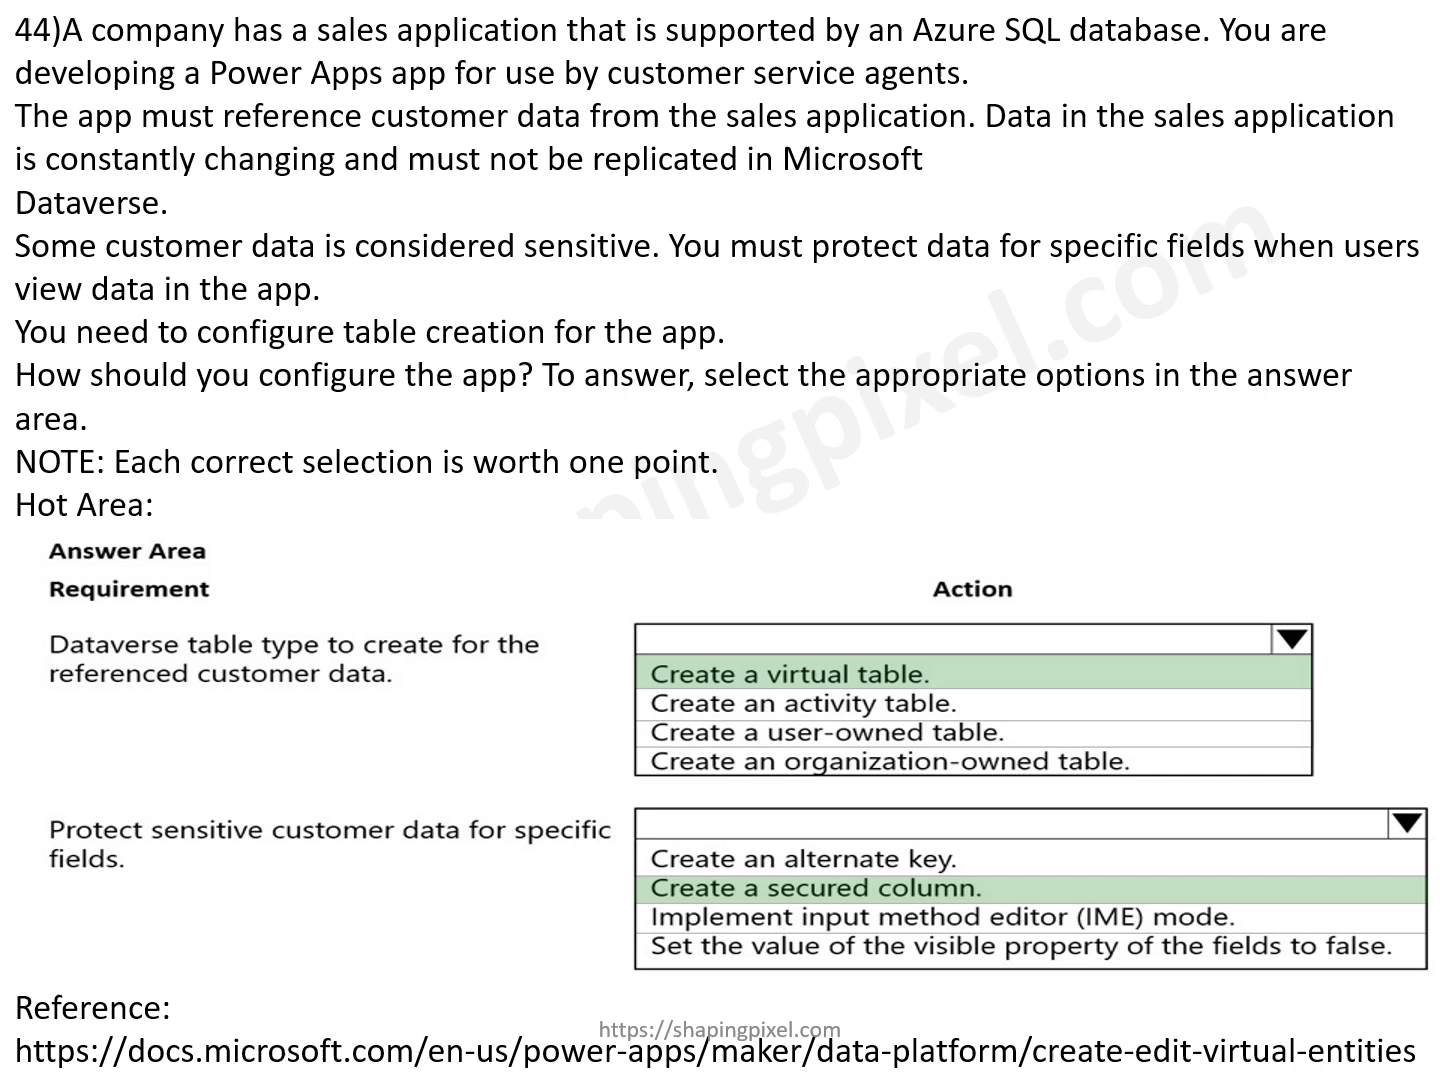 44)A company has a sales application that is supported by an Azure SQL database. You are
developing a Power Apps app for use by customer service agents.
The app must reference customer data from the sales application. Data in the sales application
is constantly changing and must not be replicated in Microsoft
Dataverse.
Some customer data is considered sensitive. You must protect data for specific fields when users
view data in the app.
You need to configure table creation for the app.
How should you configure the app? To answer, select the appropriate options in the answer
area.
NOTE: Each correct selection is worth one point.
Hot Area:
Answer Area
Requirement Action
Dataverse table type to create for the
referenced customer data.
Create a virtual table.
Create an activity table.
Create a user-owned table.
Create an organization-owned table.
Protect sensitive customer data for specific
fields.
Create an alternate key.
Create a secured column.
Implement input method editor (IME) mode.
Set the value of the visible property of the fields to false.
Reference:
https://shapingpixel.com
https://docs.microsoft.com/en-us/power-apps/maker/data-platform/create-edit-virtual-entities
pingpixel.com